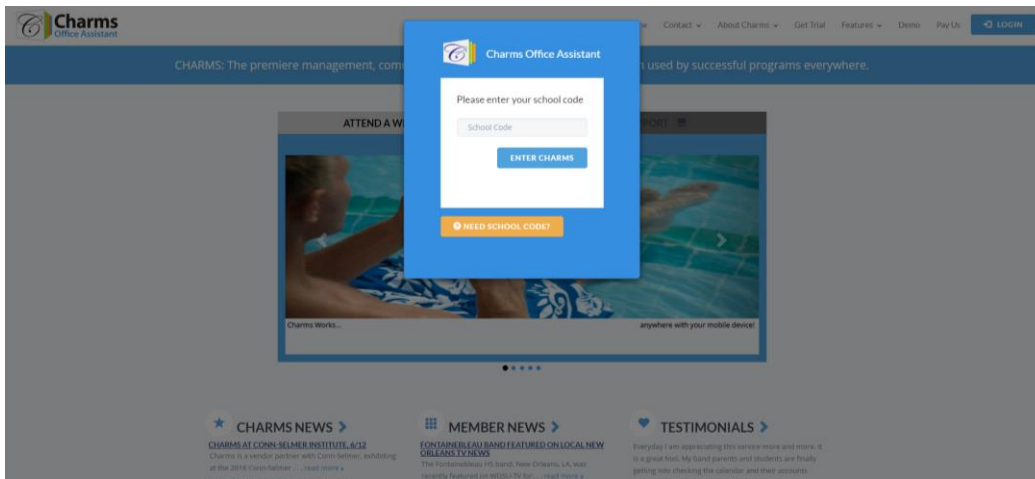 Charms
Office Assistant
Contact
About Charms
Get Trial
Features
Demo
Pay Us
LOGIN
CHARMS: The premiere management, com
used by successful programs everywhere.
Charms Office Assistant
Please enter your school code
School Code
ENTER CHARMS
NEED SCHOOL CODE?
ATTEND A
Charms Works...
anywhere with your mobile device!
CHARMS NEWS
CHARMS AT CONN-SELMER INSTITUTE, 6/12
Charms is a vendor partner with Conn-Selmer, exhibiting
at the 2016 Conn-Selmer . . . read more
MEMBER NEWS
FONTAINEBLEAU BAND FEATURED ON LOCAL NEW
ORLEANS TV NEWS
The Fontainebleau HS band, New Orleans, LA, was
recently featured on WDSU-TV for . . . read more
TESTIMONIALS
Everyday I am appreciating this service more and more. It
is a great tool. My band parents and students are finally
getting into checking the calendar and their accounts